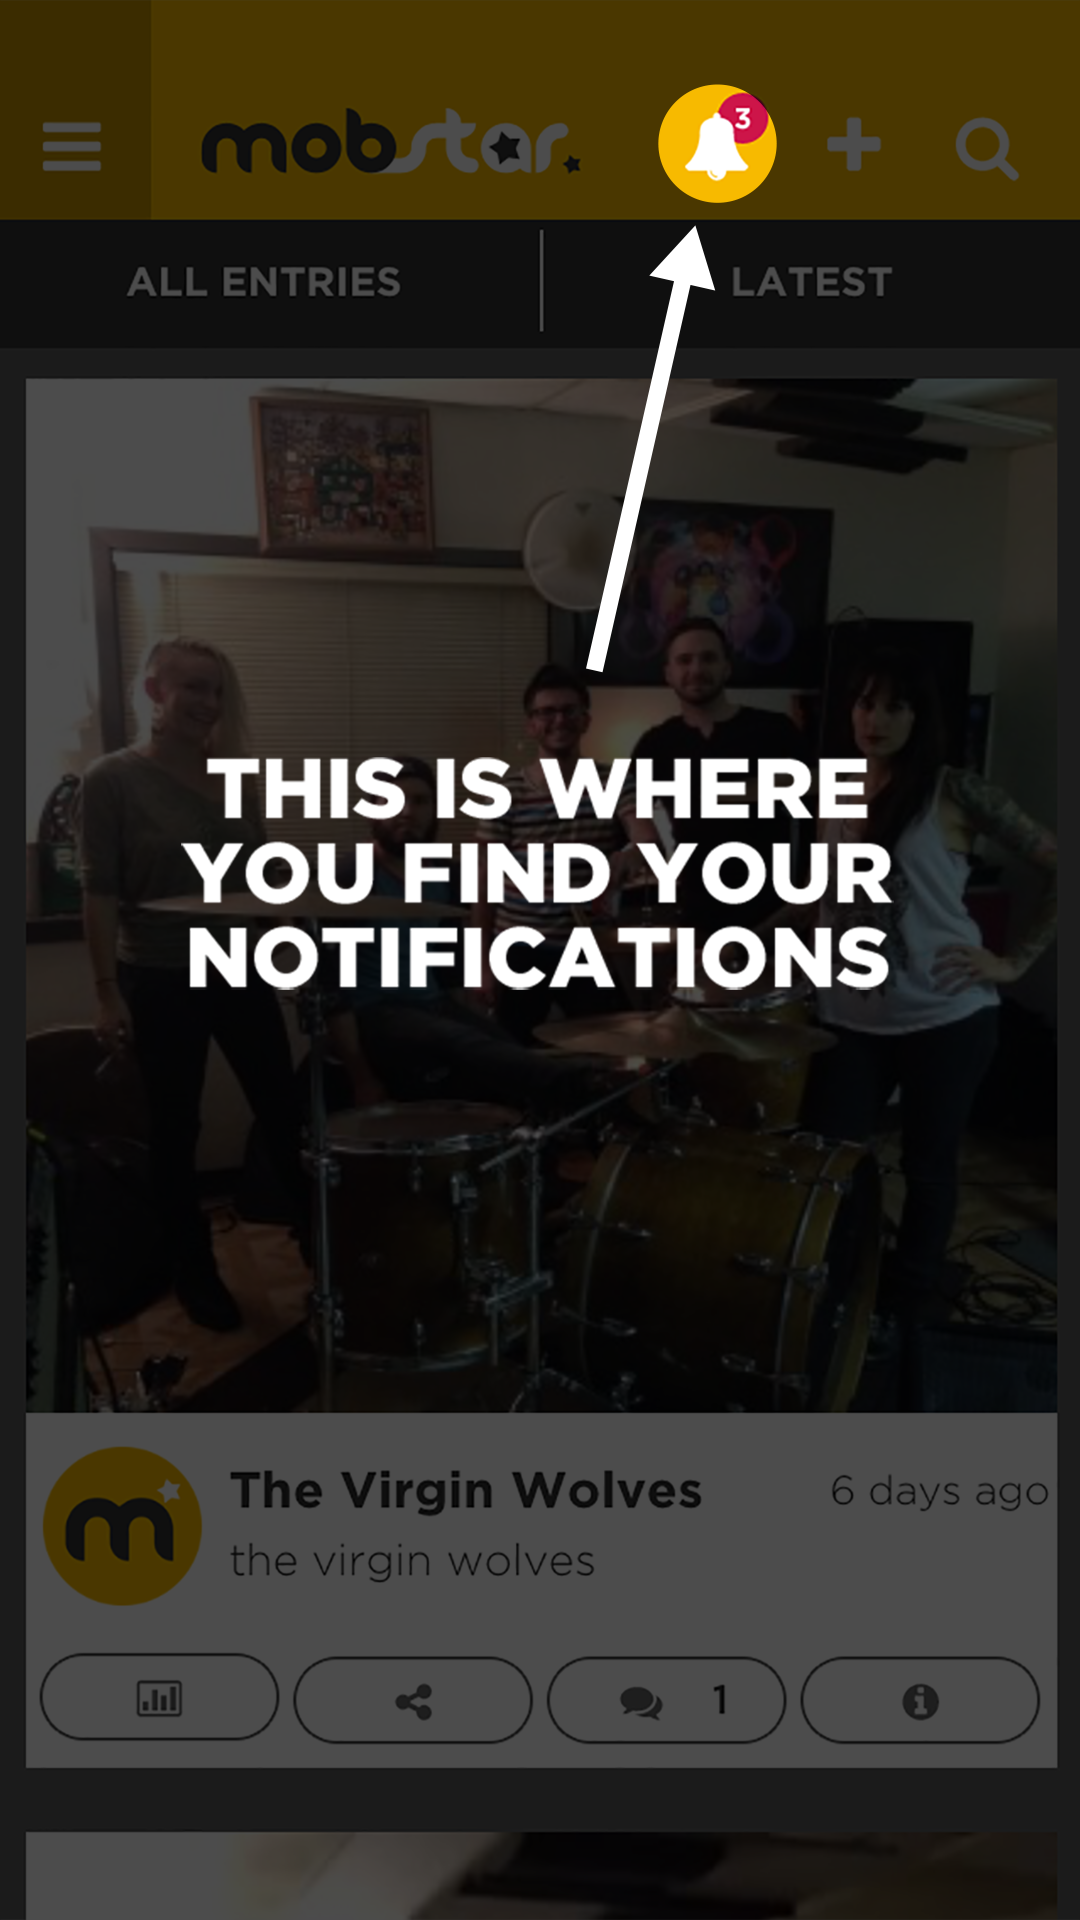 mobstar.
3
ALL ENTRIES
LATEST
THIS IS WHERE
YOU FIND YOUR
NOTIFICATIONS
The Virgin Wolves
6 days ago
the virgin wolves
1